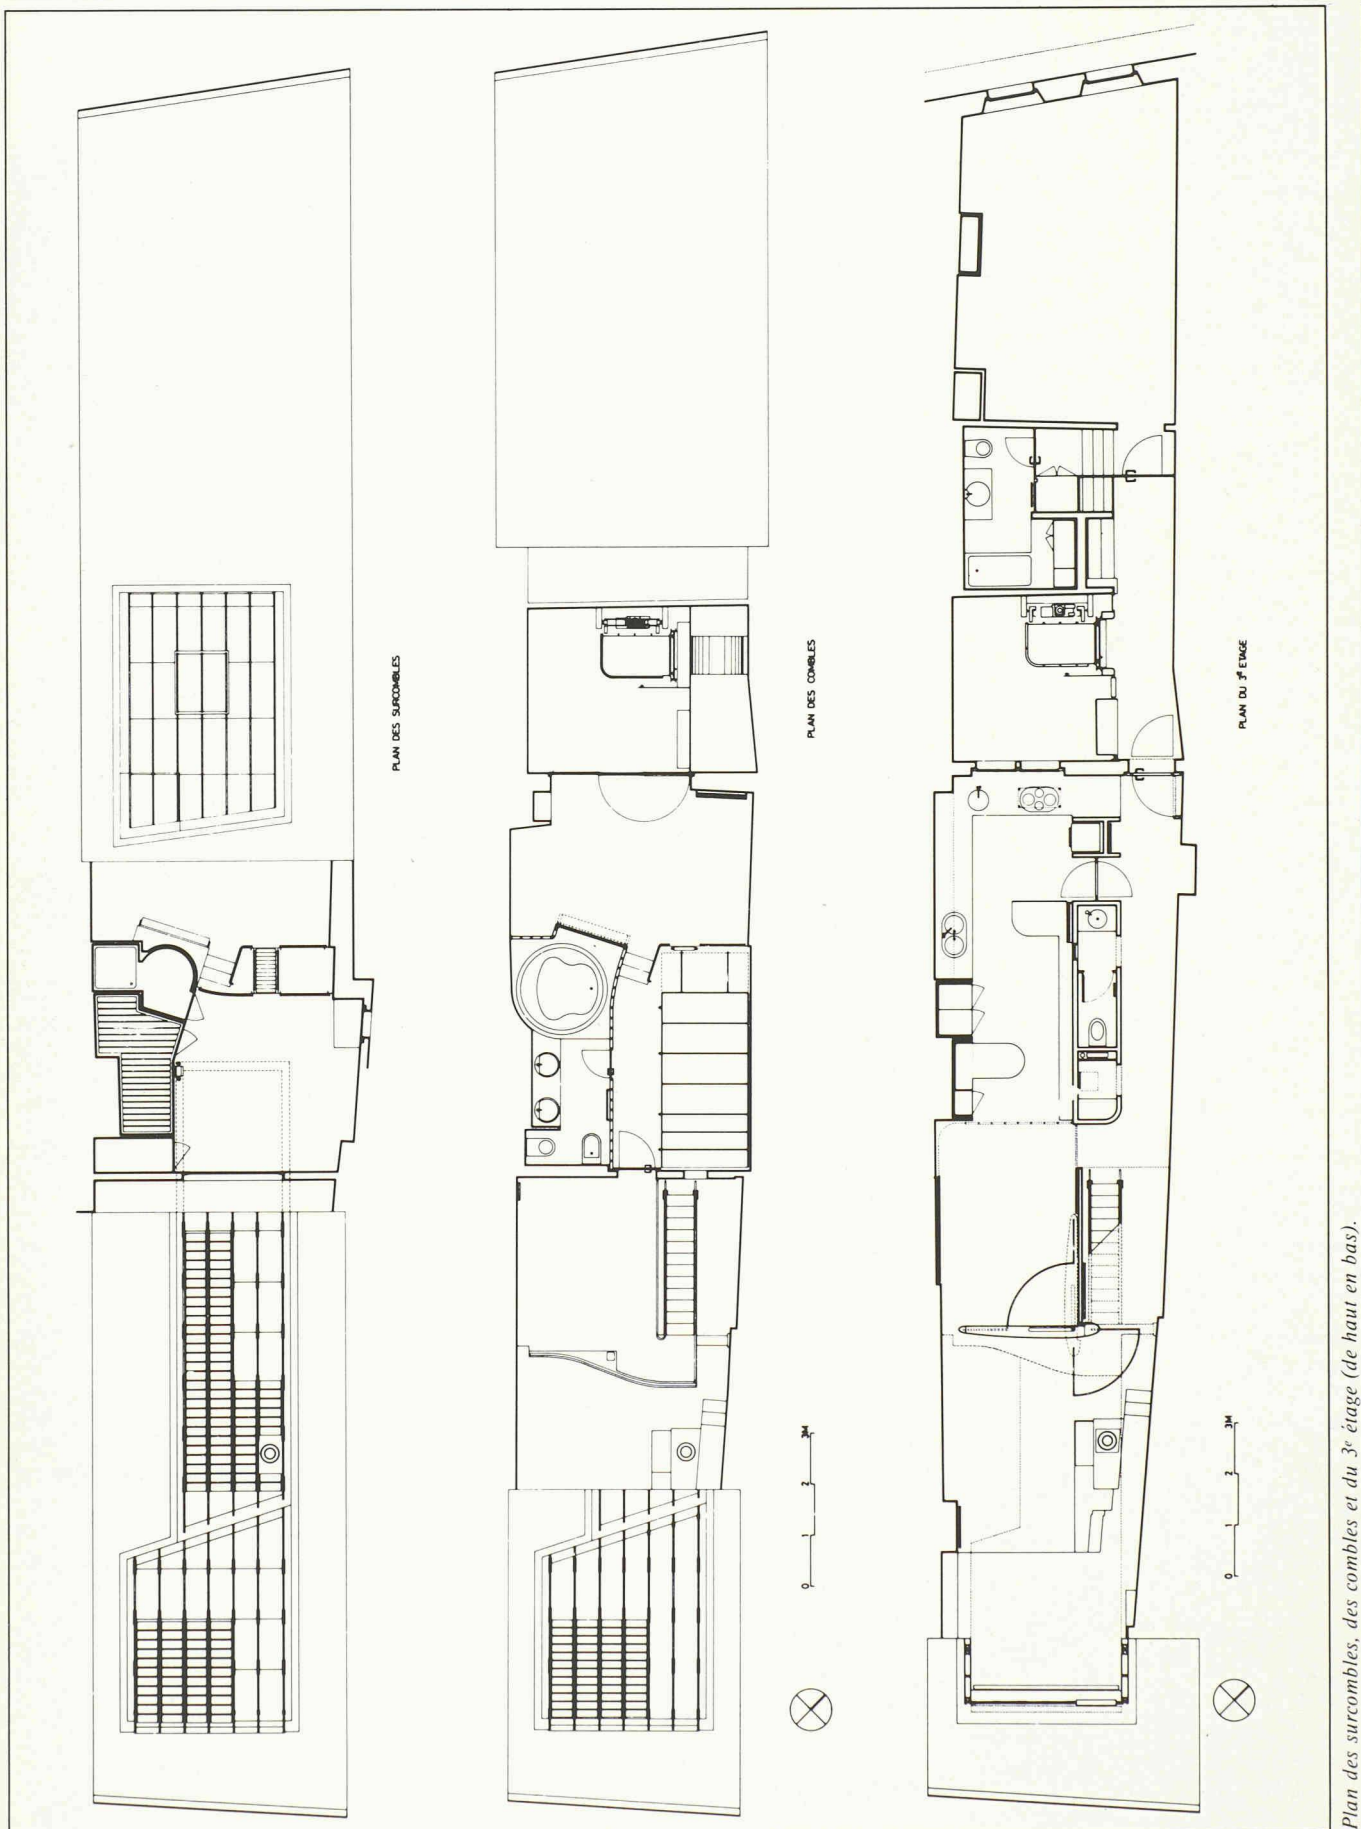 PLAN DES SURCOMBLES
PLAN DES COMBLES
0 1 2 3M
PLAN DU 3e ETAGE
0 1 2 3M
Plan des surcombles, des combles et du 3e étage (de haut en bas).